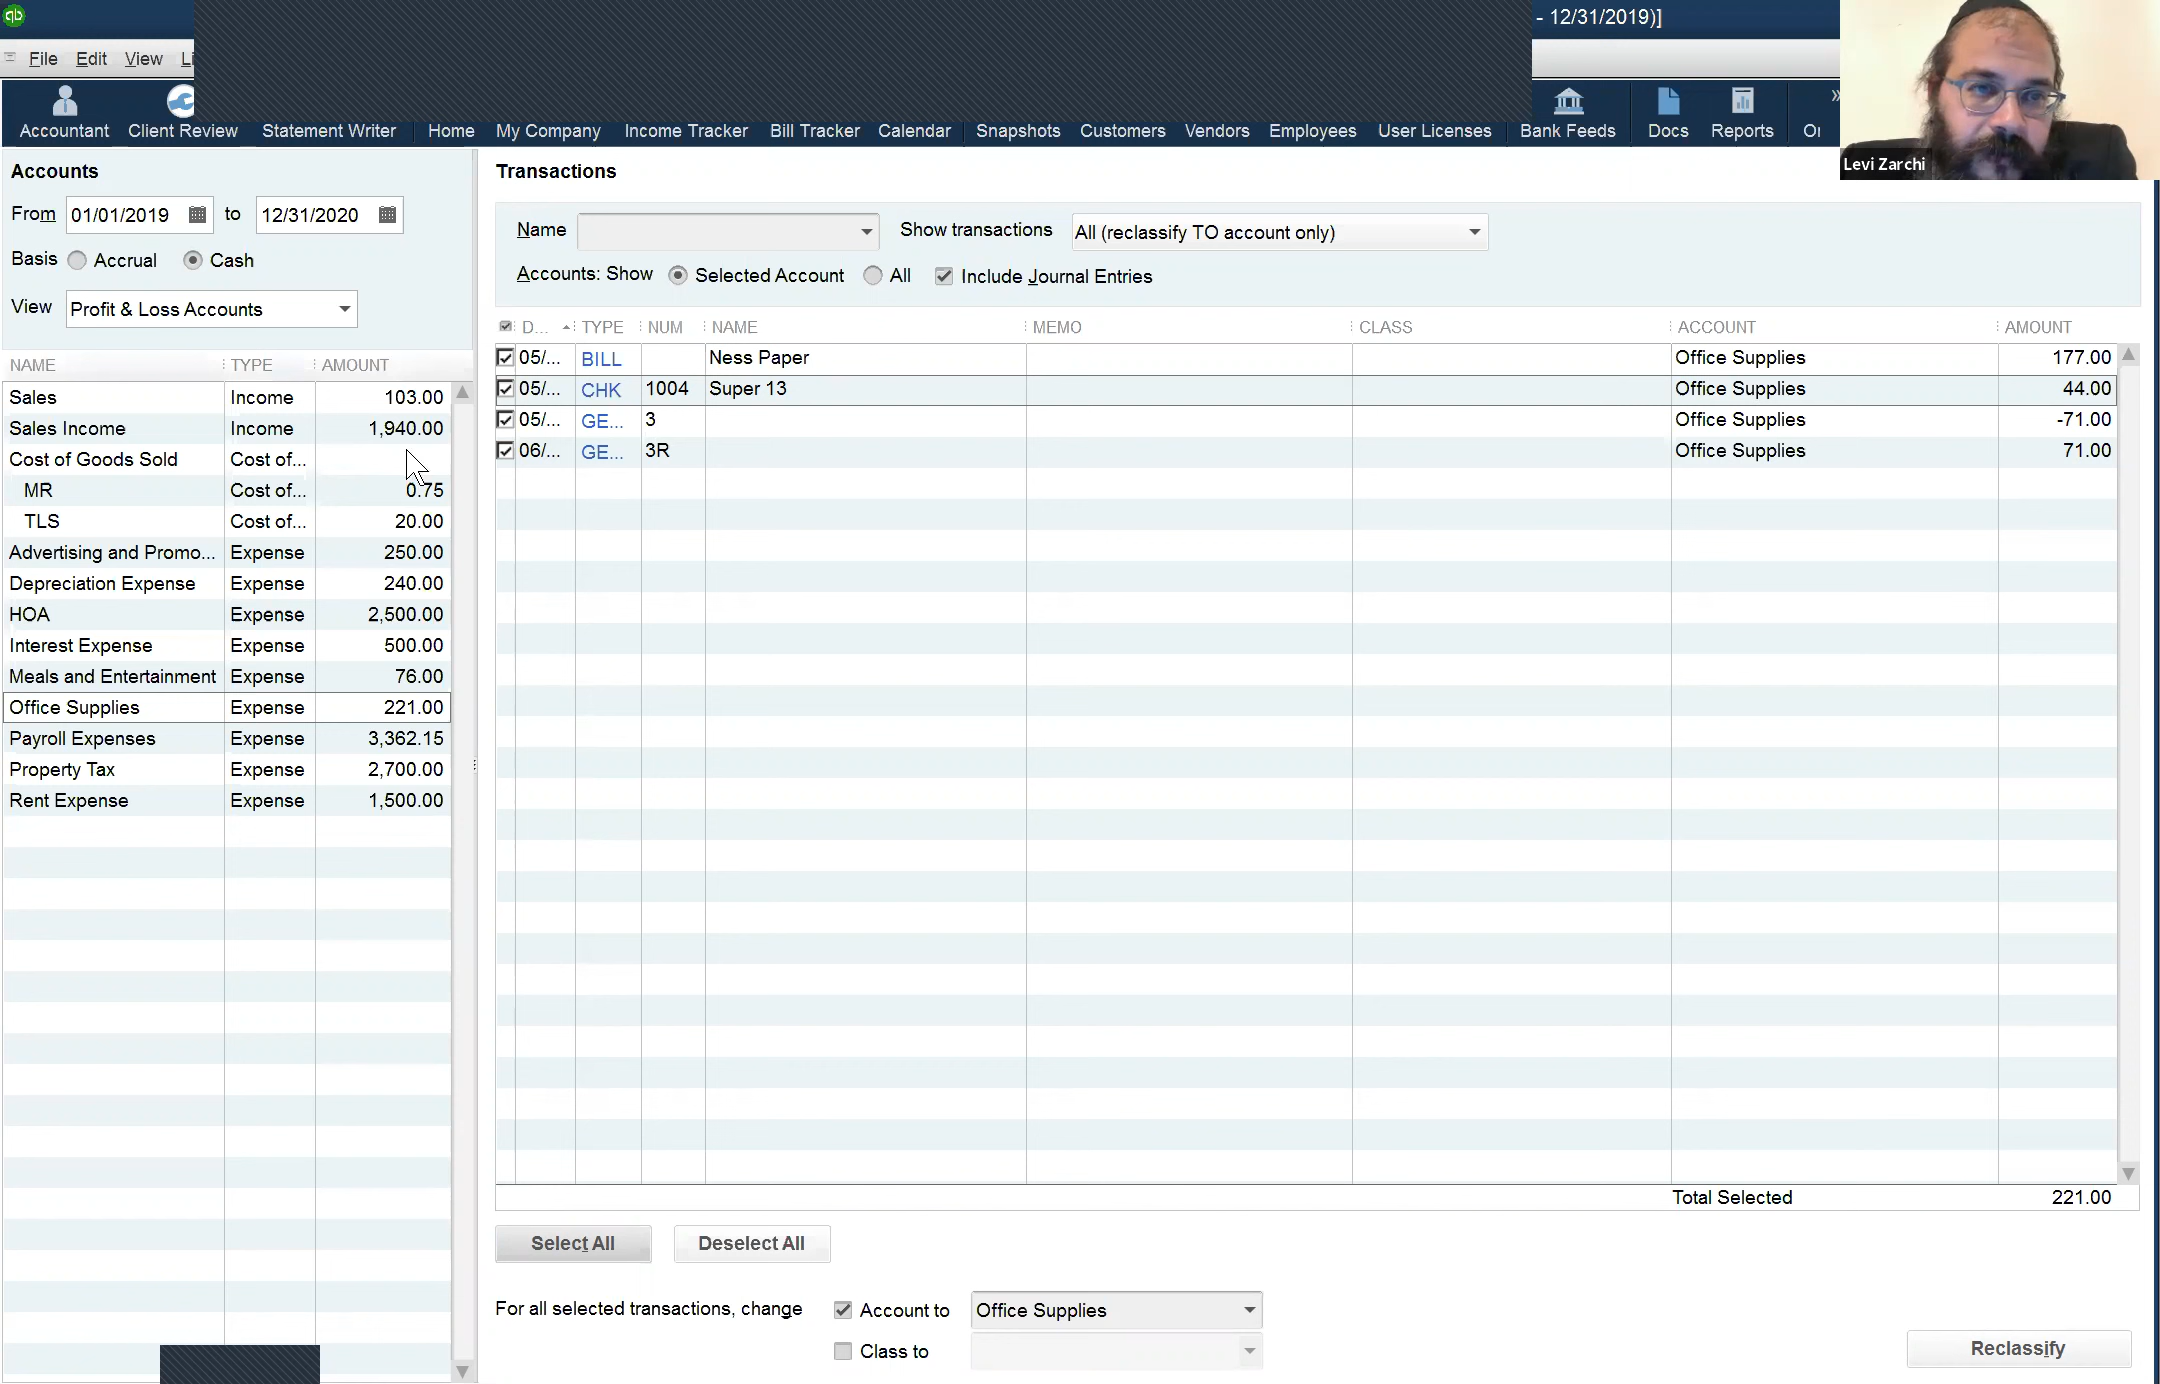 qb
- 12/31/2019)]
File Edit View Li
Accountant Client Review Statement Writer Home My Company Income Tracker Bill Tracker Calendar Snapshots Customers Vendors Employees User Licenses Bank Feeds Docs Reports
Levi Zarchi
Accounts
From 01/01/2019 to 12/31/2020
Basis Accrual Cash
View Profit & Loss Accounts
NAME TYPE AMOUNT
Sales Income 103.00
Sales Income Income 1,940.00
Cost of Goods Sold Cost of...
MR Cost of... 0.75
TLS Cost of... 20.00
Advertising and Promo... Expense 250.00
Depreciation Expense Expense 240.00
HOA Expense 2,500.00
Interest Expense Expense 500.00
Meals and Entertainment Expense 76.00
Office Supplies Expense 221.00
Payroll Expenses Expense 3,362.15
Property Tax Expense 2,700.00
Rent Expense Expense 1,500.00
Transactions
Name Show transactions All (reclassify TO account only)
Accounts: Show Selected Account All Include Journal Entries
D... TYPE NUM NAME MEMO CLASS ACCOUNT AMOUNT
05/... BILL Ness Paper Office Supplies 177.00
05/... CHK 1004 Super 13 Office Supplies 44.00
05/... GE... 3 Office Supplies -71.00
06/... GE... 3R Office Supplies 71.00
Total Selected 221.00
Select All Deselect All
For all selected transactions, change Account to Office Supplies
Class to
Reclassify